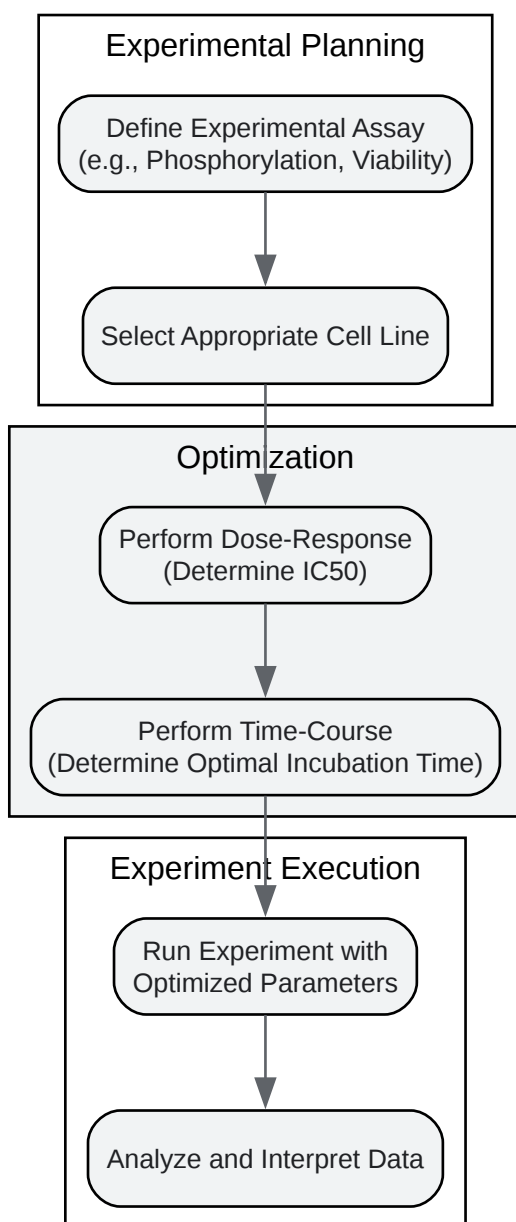 Experimental Planning
Define Experimental Assay
(e.g., Phosphorylation, Viability)
Select Appropriate Cell Line
Optimization
Perform Dose-Response
(Determine IC50)
Perform Time-Course
(Determine Optimal Incubation Time)
Experiment Execution
Run Experiment with
Optimized Parameters
Analyze and Interpret Data